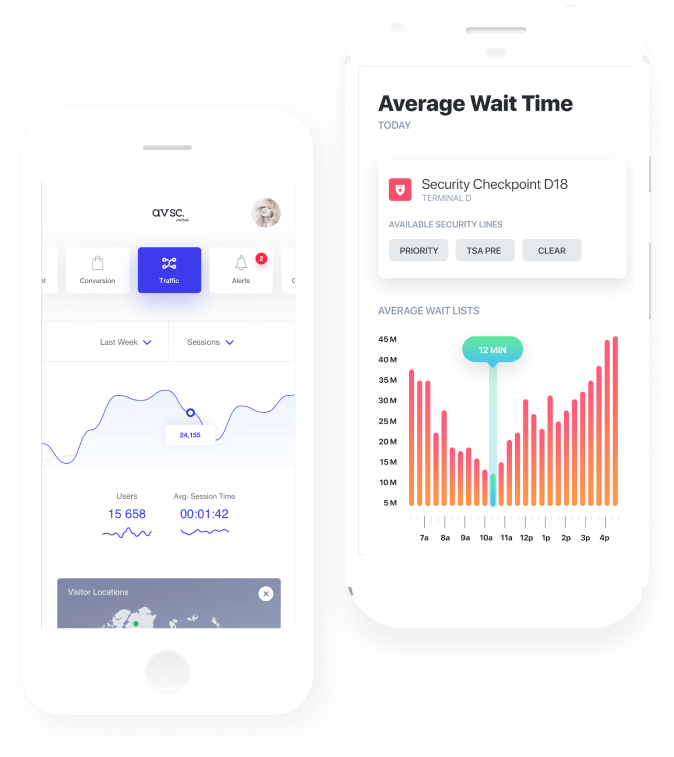 avsc.
clothes
nt
Conversion
Traffic
2
Alerts
C
Last Week
Sessions
24,155
Users
Avg. Session Time
15 658
00:01:42
Visitor Locations
Average Wait Time
TODAY
Security Checkpoint D18
TERMINAL D
AVAILABLE SECURITY LINES
PRIORITY TSA PRE CLEAR
AVERAGE WAIT LISTS
12 MIN
45 M
40 M
35 M
30 M
25 M
20 M
15 M
10 M
5 M
7a 8a 9a 10a 11a 12p 1p 2p 3p 4p